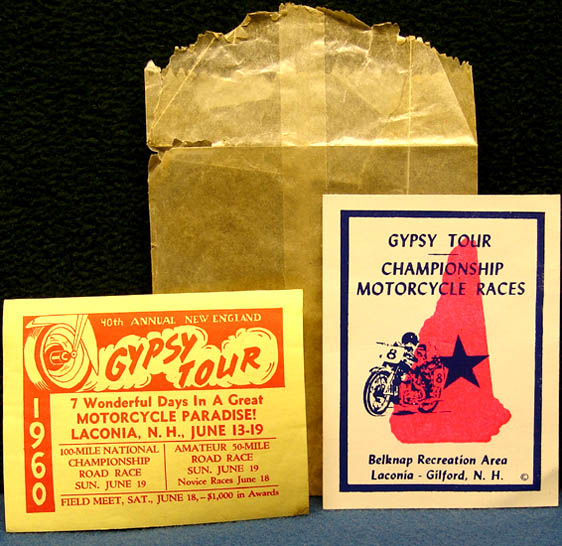 40th ANNUAL NEW ENGLAND
GYPSY
TOUR
1960
7 Wonderful Days In A Great
MOTORCYCLE PARADISE!
LACONIA, N. H., JUNE 13-19
100-MILE NATIONAL
CHAMPIONSHIP
ROAD RACE
SUN. JUNE 19
AMATEUR 50-MILE
ROAD RACE
SUN. JUNE 19
Novice Races June 18
FIELD MEET, SAT., JUNE 18,-$1,000 in Awards
GYPSY TOUR
CHAMPIONSHIP
MOTORCYCLE RACES
8
8
Belknap Recreation Area
Laconia - Gilford, N. H. ©